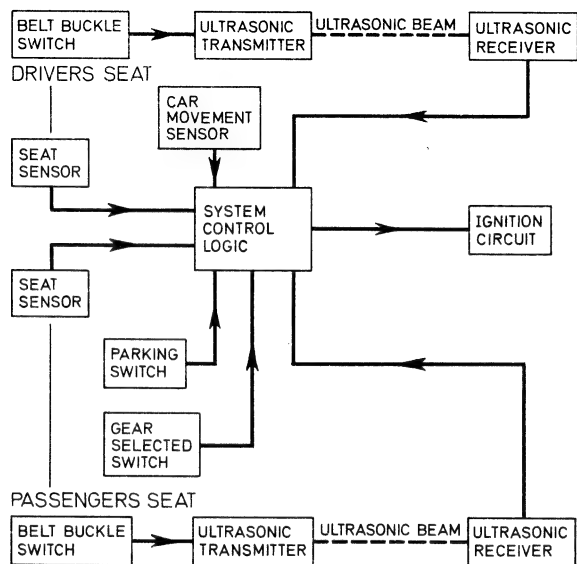 BELT BUCKLE
SWITCH
ULTRASONIC
TRANSMITTER
ULTRASONIC BEAM
ULTRASONIC
RECEIVER
DRIVERS SEAT
CAR
MOVEMENT
SENSOR
SEAT
SENSOR
SYSTEM
CONTROL
LOGIC
IGNITION
CIRCUIT
SEAT
SENSOR
PARKING
SWITCH
GEAR
SELECTED
SWITCH
PASSENGERS SEAT
BELT BUCKLE
SWITCH
ULTRASONIC
TRANSMITTER
ULTRASONIC BEAM
ULTRASONIC
RECEIVER